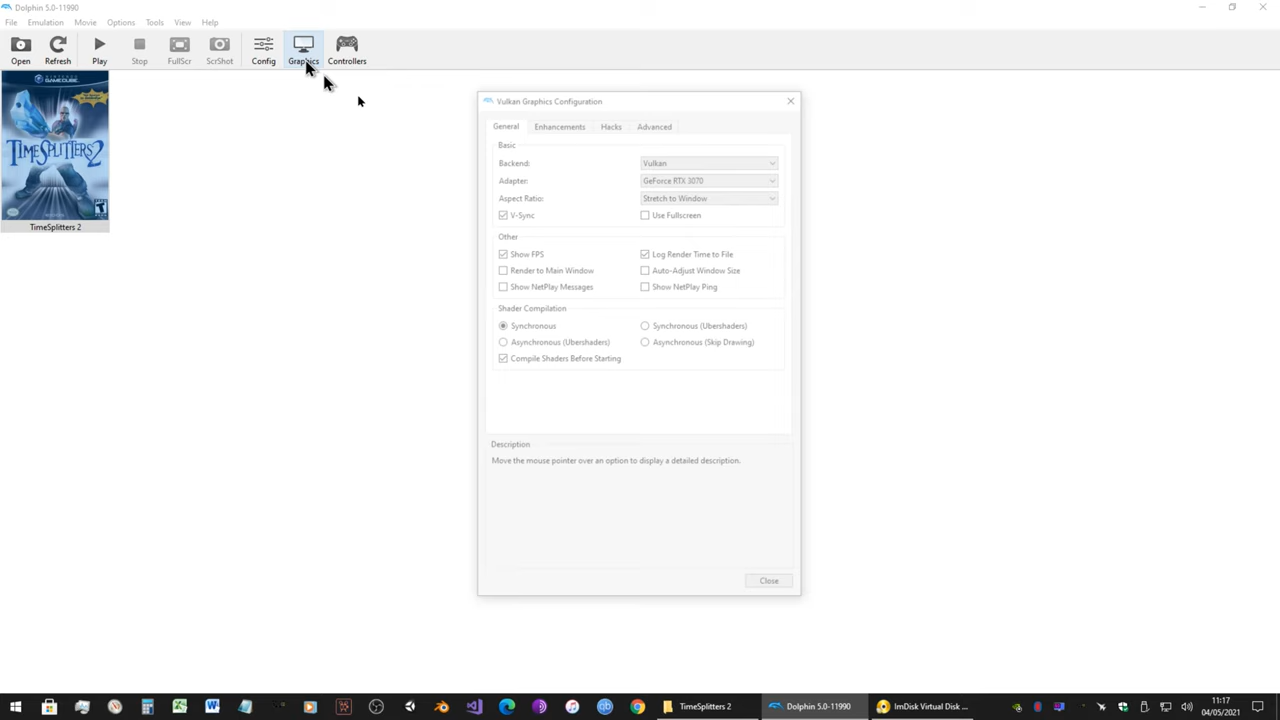 Dolphin 5.0-11990
File Emulation Movie Options Tools View Help
Open Refresh Play Stop FullScr ScrShot Config Graphics Controllers
NINTENDO GAMECUBE
TIMESPLITTERS 2
TimeSplitters 2
Vulkan Graphics Configuration
General Enhancements Hacks Advanced
Basic
Backend: Vulkan
Adapter: GeForce RTX 3070
Aspect Ratio: Stretch to Window
V-Sync Use Fullscreen
Other
Show FPS Log Render Time to File
Render to Main Window Auto-Adjust Window Size
Show NetPlay Messages Show NetPlay Ping
Shader Compilation
Synchronous Synchronous (Ubershaders)
Asynchronous (Ubershaders) Asynchronous (Skip Drawing)
Compile Shaders Before Starting
Description
Move the mouse pointer over an option to display a detailed description.
Close
TimeSplitters 2 Dolphin 5.0-11990 ImDisk Virtual Disk ...
11:17
04/05/2021